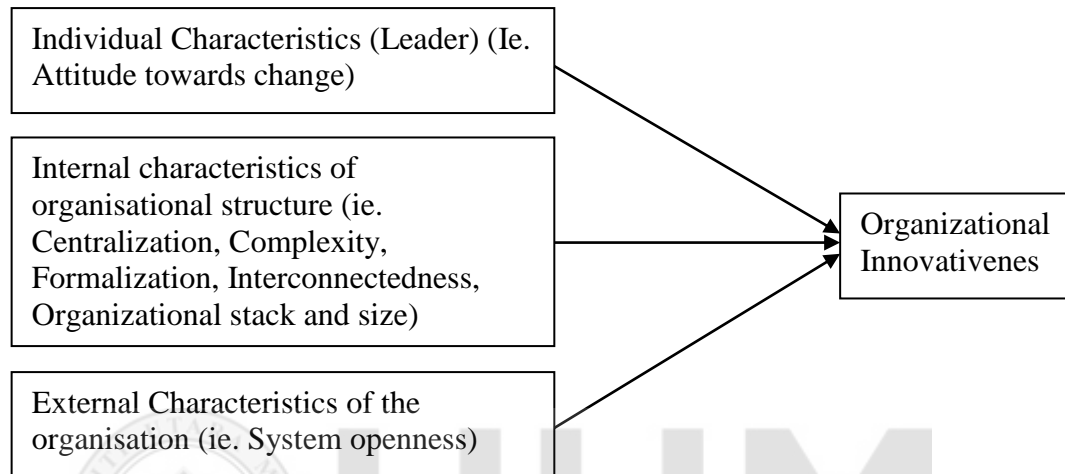 Individual Characteristics (Leader) (Ie.
Attitude towards change)
Internal characteristics of
organisational structure (ie.
Centralization, Complexity,
Formalization, Interconnectedness,
Organizational stack and size)
Organizational
Innovativenes
External Characteristics of the
organisation (ie. System openness)